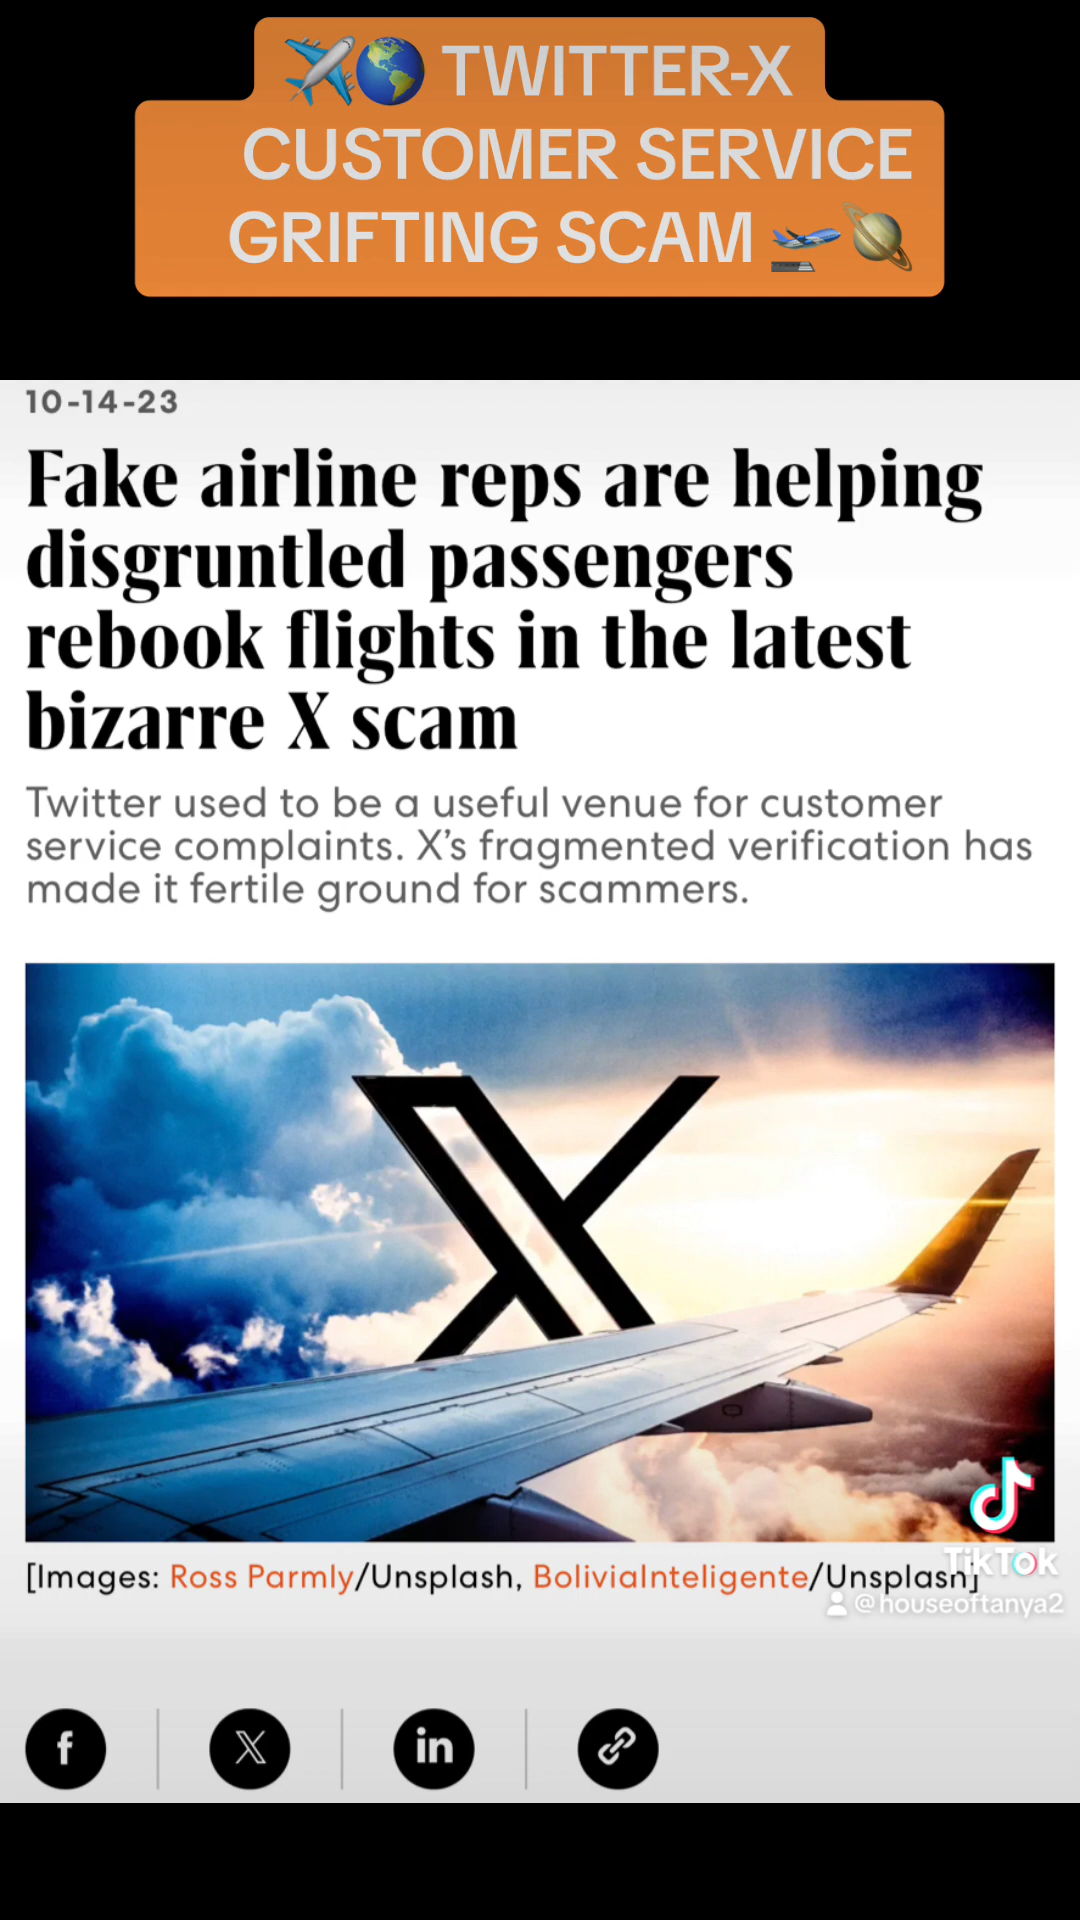 ✈️🌎 TWITTER-X
CUSTOMER SERVICE
GRIFTING SCAM 🛫🪐
10-14-23
Fake airline reps are helping
disgruntled passengers
rebook flights in the latest
bizarre X scam
Twitter used to be a useful venue for customer
service complaints. X’s fragmented verification has
made it fertile ground for scammers.
X
TikTok
[Images: Ross Parmly/Unsplash, BoliviaInteligente/Unsplash]
@houseoftanya2
f X in